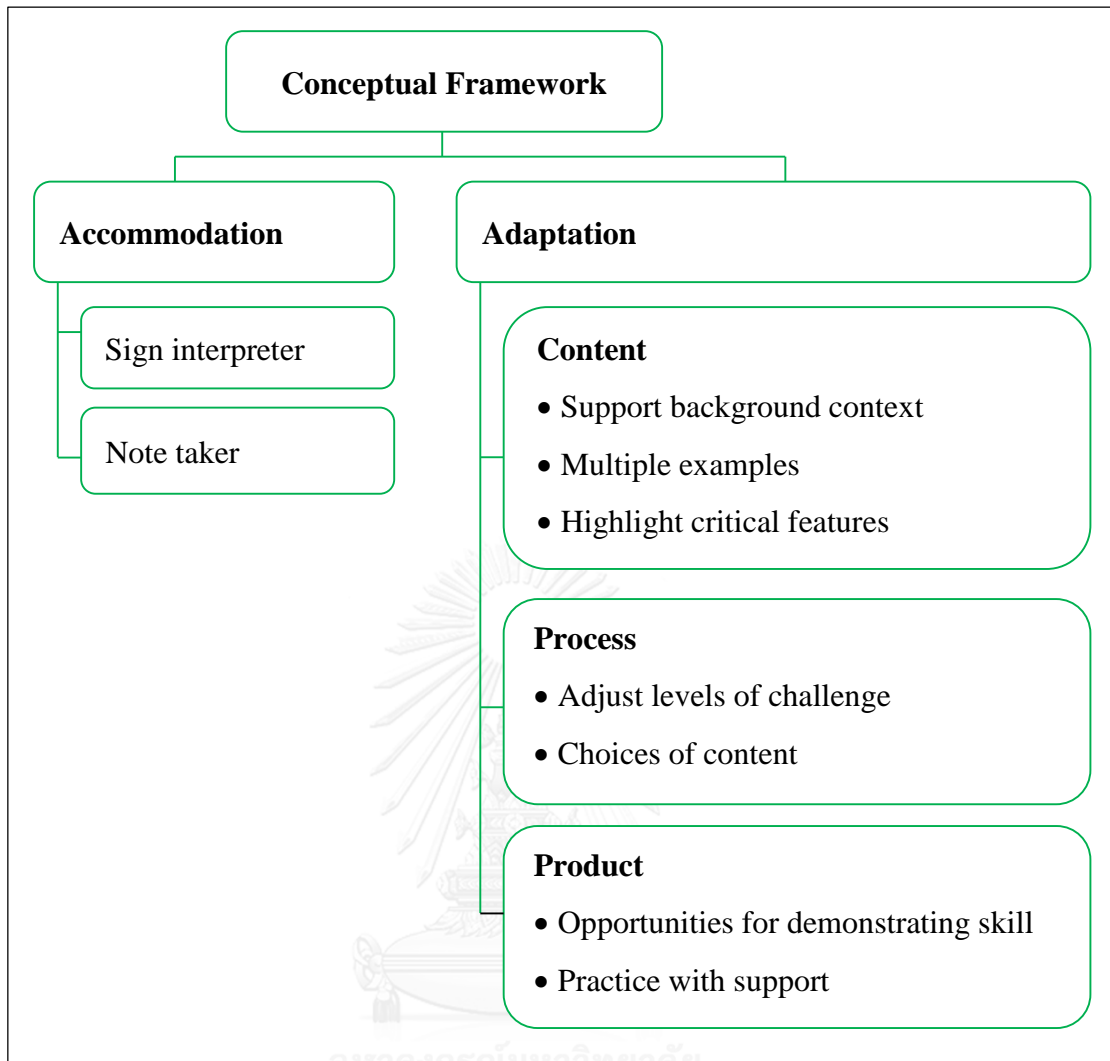 Conceptual Framework
Accommodation
Sign interpreter
Note taker
Adaptation
Content
• Support background context
• Multiple examples
• Highlight critical features
Process
• Adjust levels of challenge
• Choices of content
Product
• Opportunities for demonstrating skill
• Practice with support